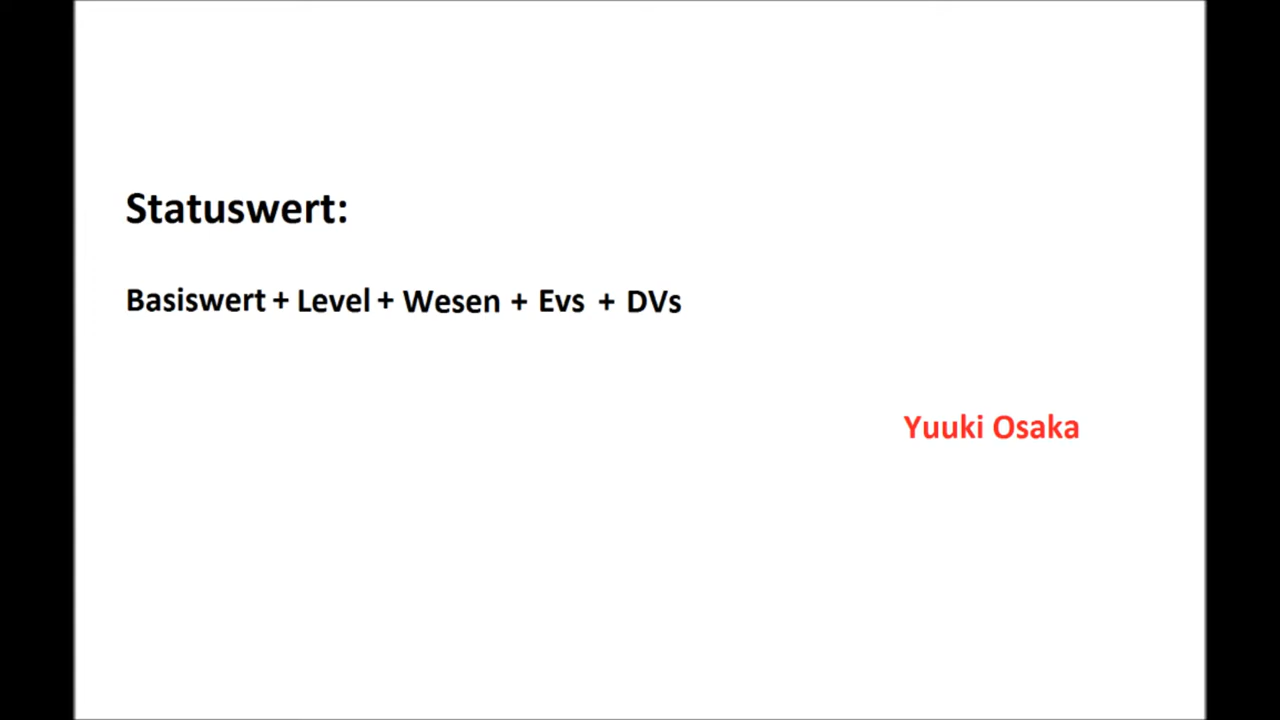 Statuswert:
Basiswert + Level + Wesen + Evs + DVs
Yuuki Osaka